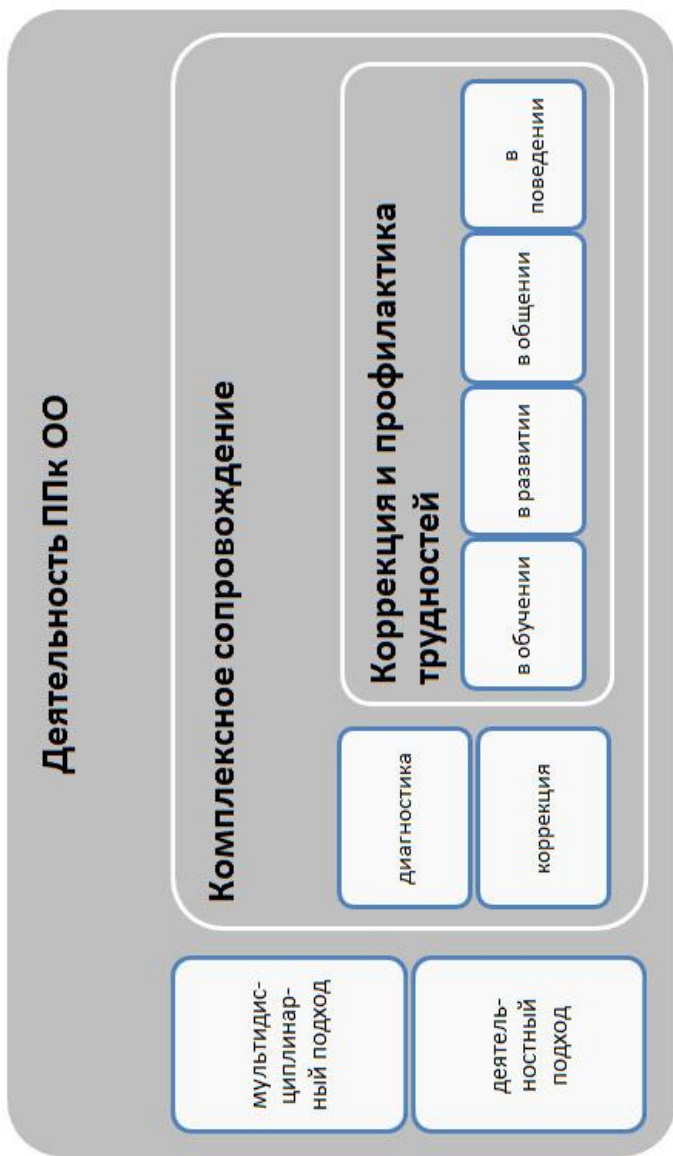 Деятельность ППк ОО
мультидис-
циплинар-
ный подход
деятель-
ностный
подход
Комплексное сопровождение
диагностика
коррекция
Коррекция и профилактика
трудностей
в обучении
в развитии
в общении
в
поведении